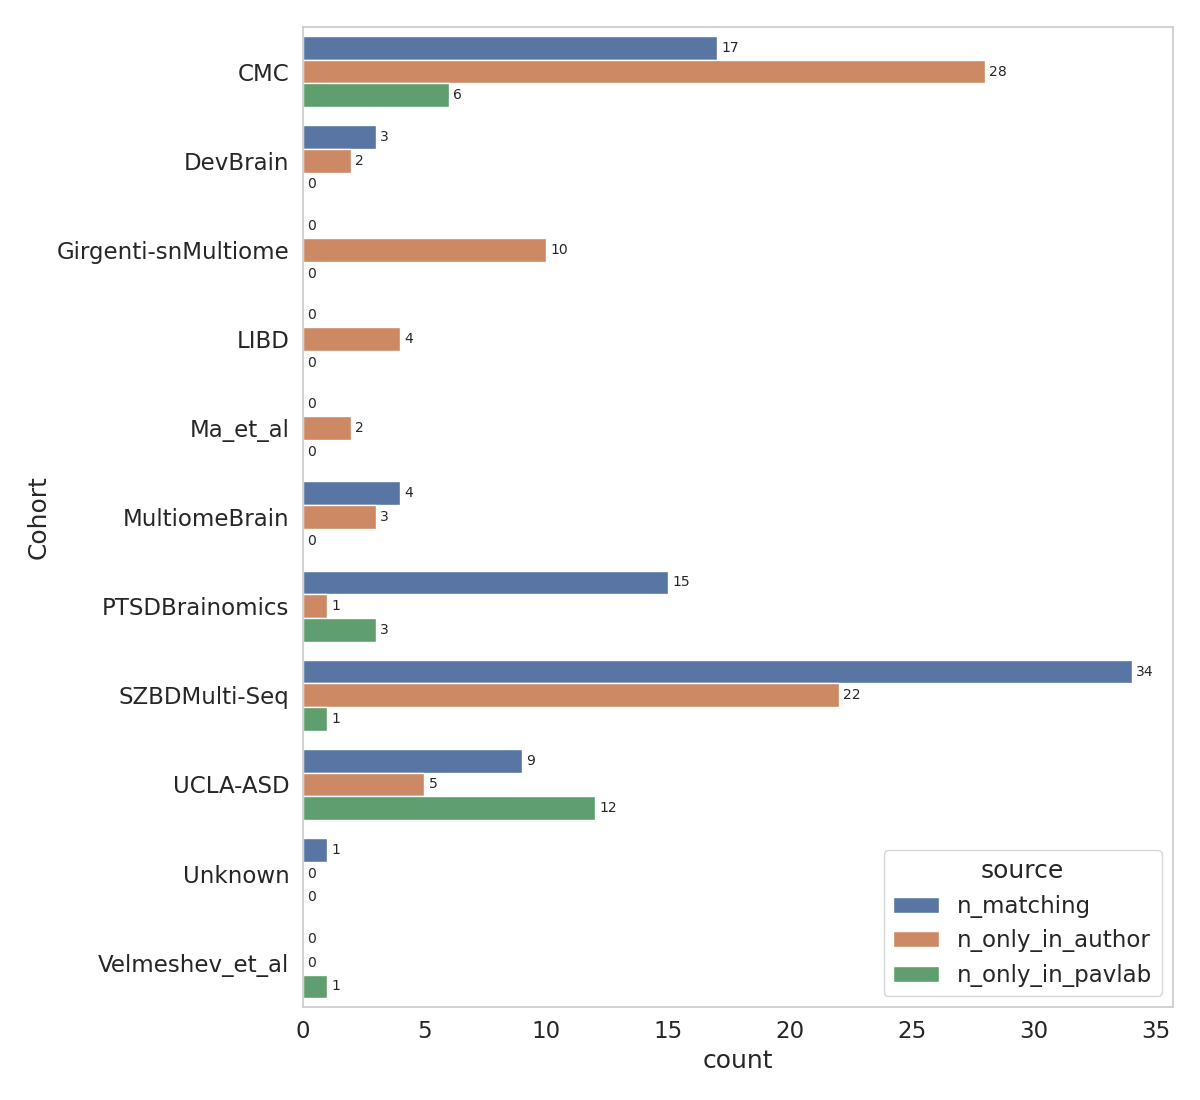 CMC
17
28
6
DevBrain
3
2
0
Girgenti-snMultiome
0
10
0
LIBD
0
4
0
Ma_et_al
0
2
0
MultiomeBrain
4
3
0
PTSDBrainomics
15
1
3
SZBDMulti-Seq
34
22
1
UCLA-ASD
9
5
12
Unknown
1
0
0
Velmeshev_et_al
0
0
1
Cohort
0 5 10 15 20 25 30 35
count
source
n_matching
n_only_in_author
n_only_in_pavlab